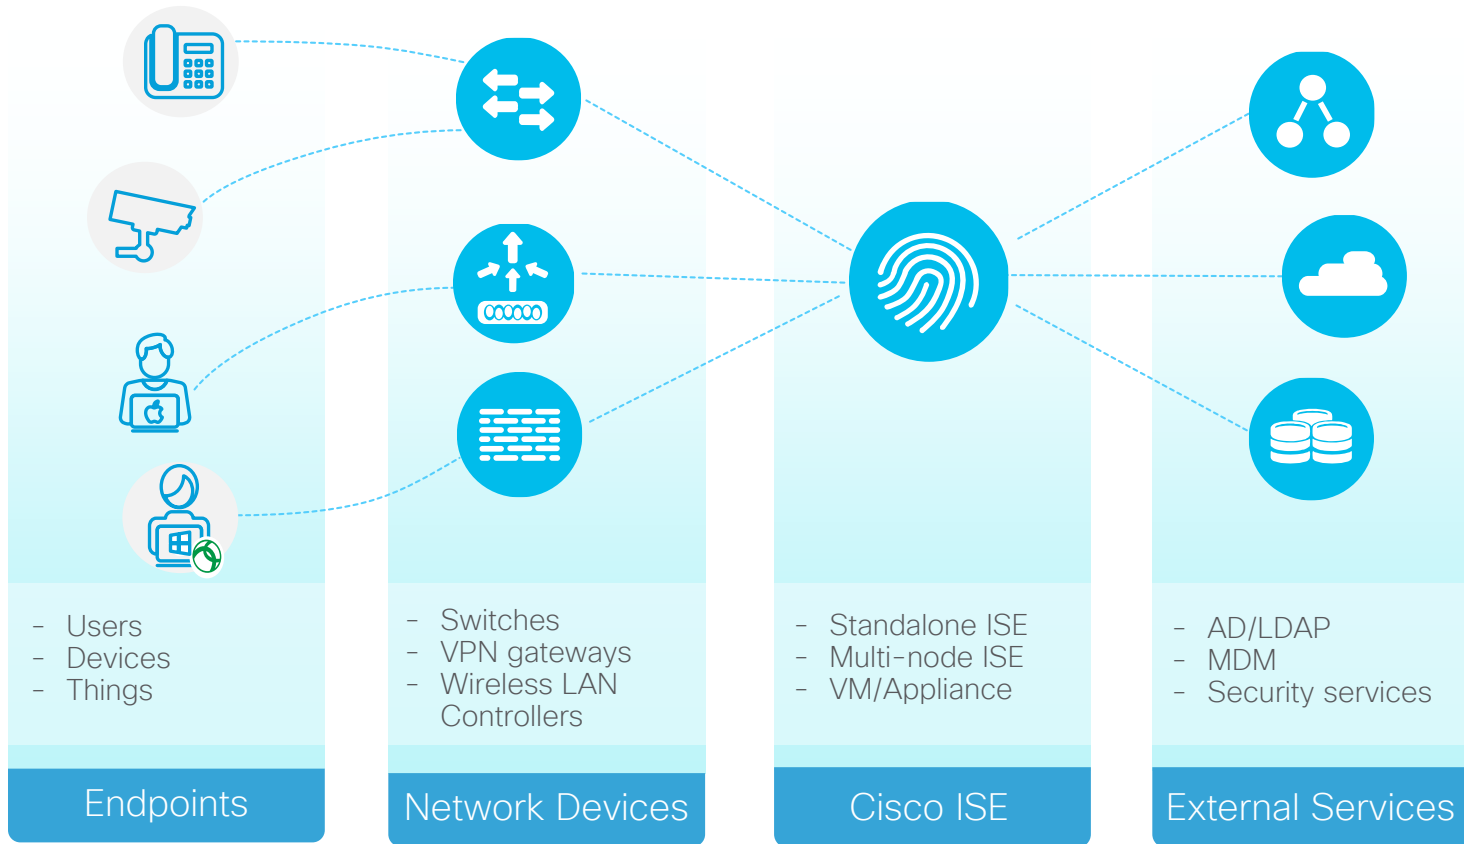 - Users
- Devices
- Things
Endpoints
- Switches
- VPN gateways
- Wireless LAN
Controllers
Network Devices
- Standalone ISE
- Multi-node ISE
- VM/Appliance
Cisco ISE
- AD/LDAP
- MDM
- Security services
External Services